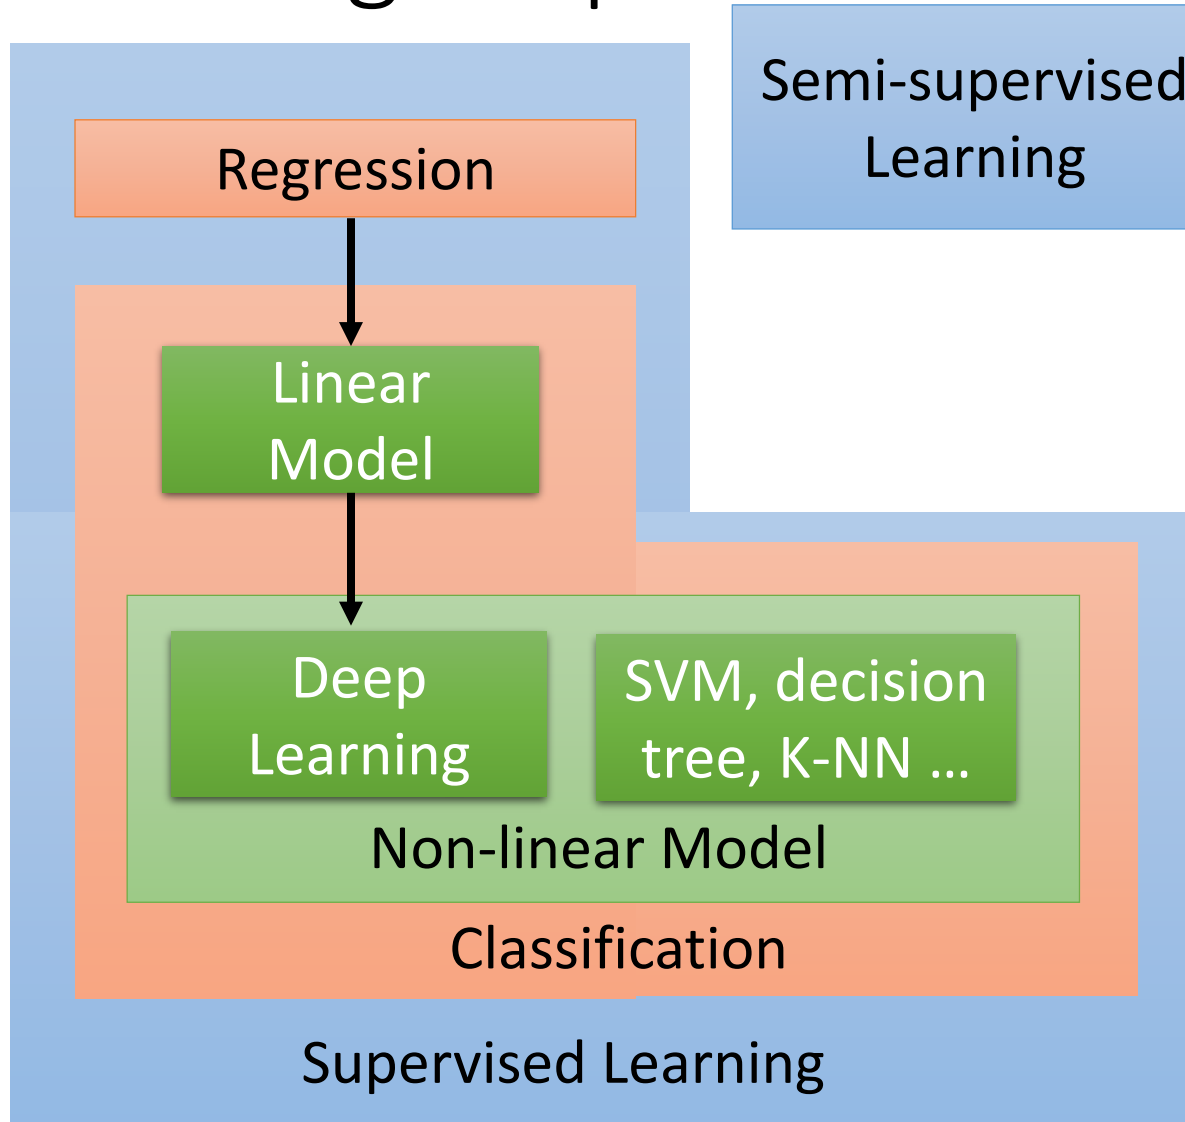 Semi-supervised
Learning
Regression
Linear
Model
Deep
Learning
SVM, decision
tree, K-NN ...
Non-linear Model
Classification
Supervised Learning